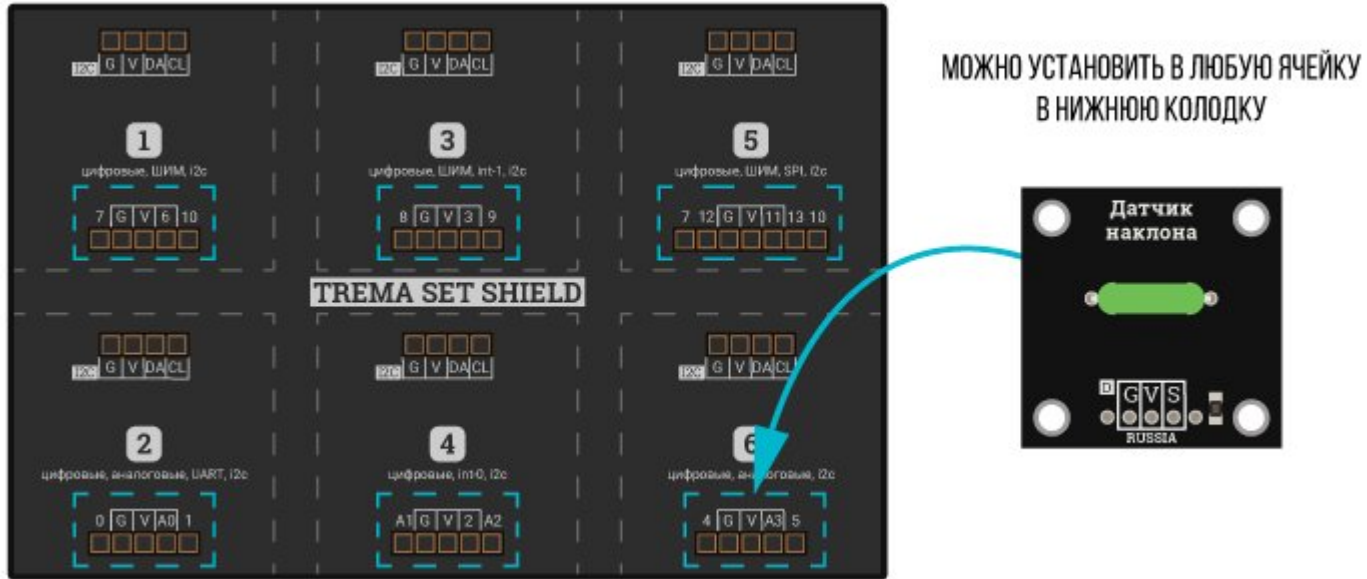 МОЖНО УСТАНОВИТЬ В ЛЮБУЮ ЯЧЕЙКУ
В НИЖНЮЮ КОЛОДКУ
I2C G V DA CL
1
цифровые, ШИМ, i2c
7 G V 6 10
I2C G V DA CL
3
цифровые, ШИМ, int-1, i2c
8 G V 3 9
I2C G V DA CL
5
цифровые, ШИМ, SPI, i2c
7 12 G V 11 13 10
TREMA SET SHIELD
I2C G V DA CL
2
цифровые, аналоговые, UART, i2c
0 G V A0 1
I2C G V DA CL
4
цифровые, int-0, i2c
A1 G V 2 A2
I2C G V DA CL
6
цифровые, аналоговые, i2c
4 G V A3 5
Датчик
наклона
D G V S
RUSSIA